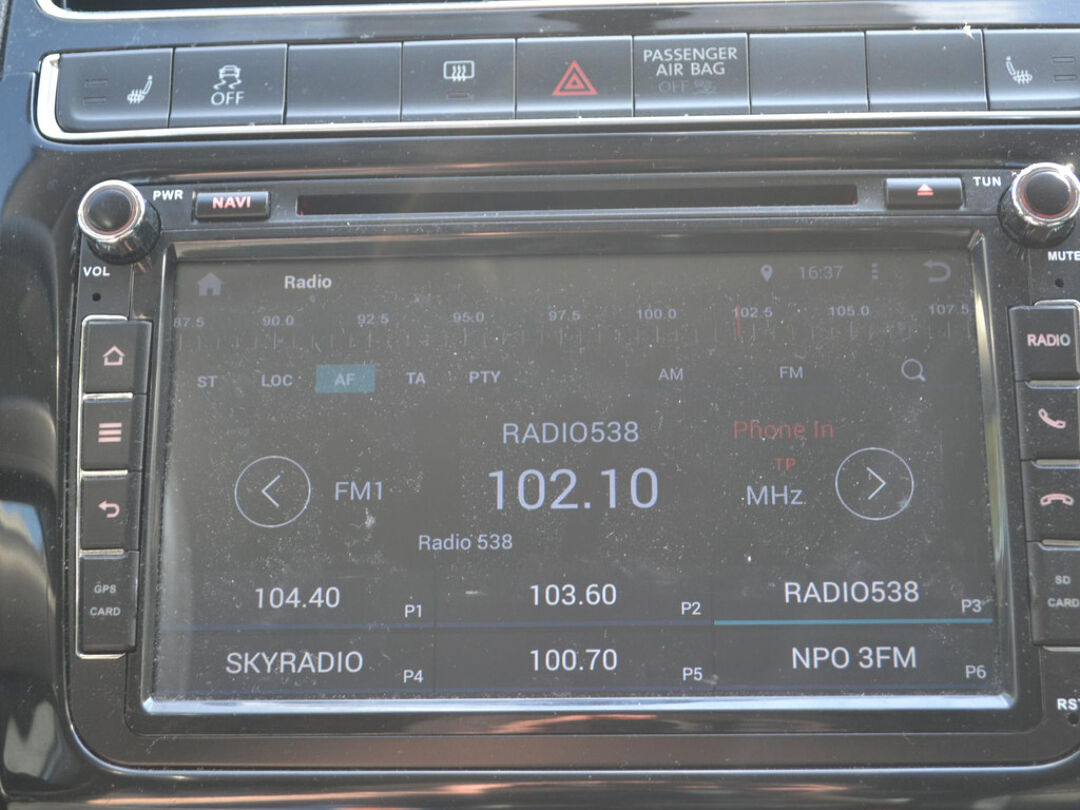 OFF
PASSENGER
AIR BAG
OFF
PWR
NAVI
TUN
VOL
MUTE
Radio
16:37
87.5 90.0 92.5 95.0 97.5 100.0 102.5 105.0 107.5
ST LOC AF TA PTY AM FM
RADIO
RADIO538
Phone In
TP
FM1
102.10
MHz
Radio 538
GPS
CARD
SD
CARD
104.40 P1
103.60 P2
RADIO538 P3
SKYRADIO P4
100.70 P5
NPO 3FM P6
RST